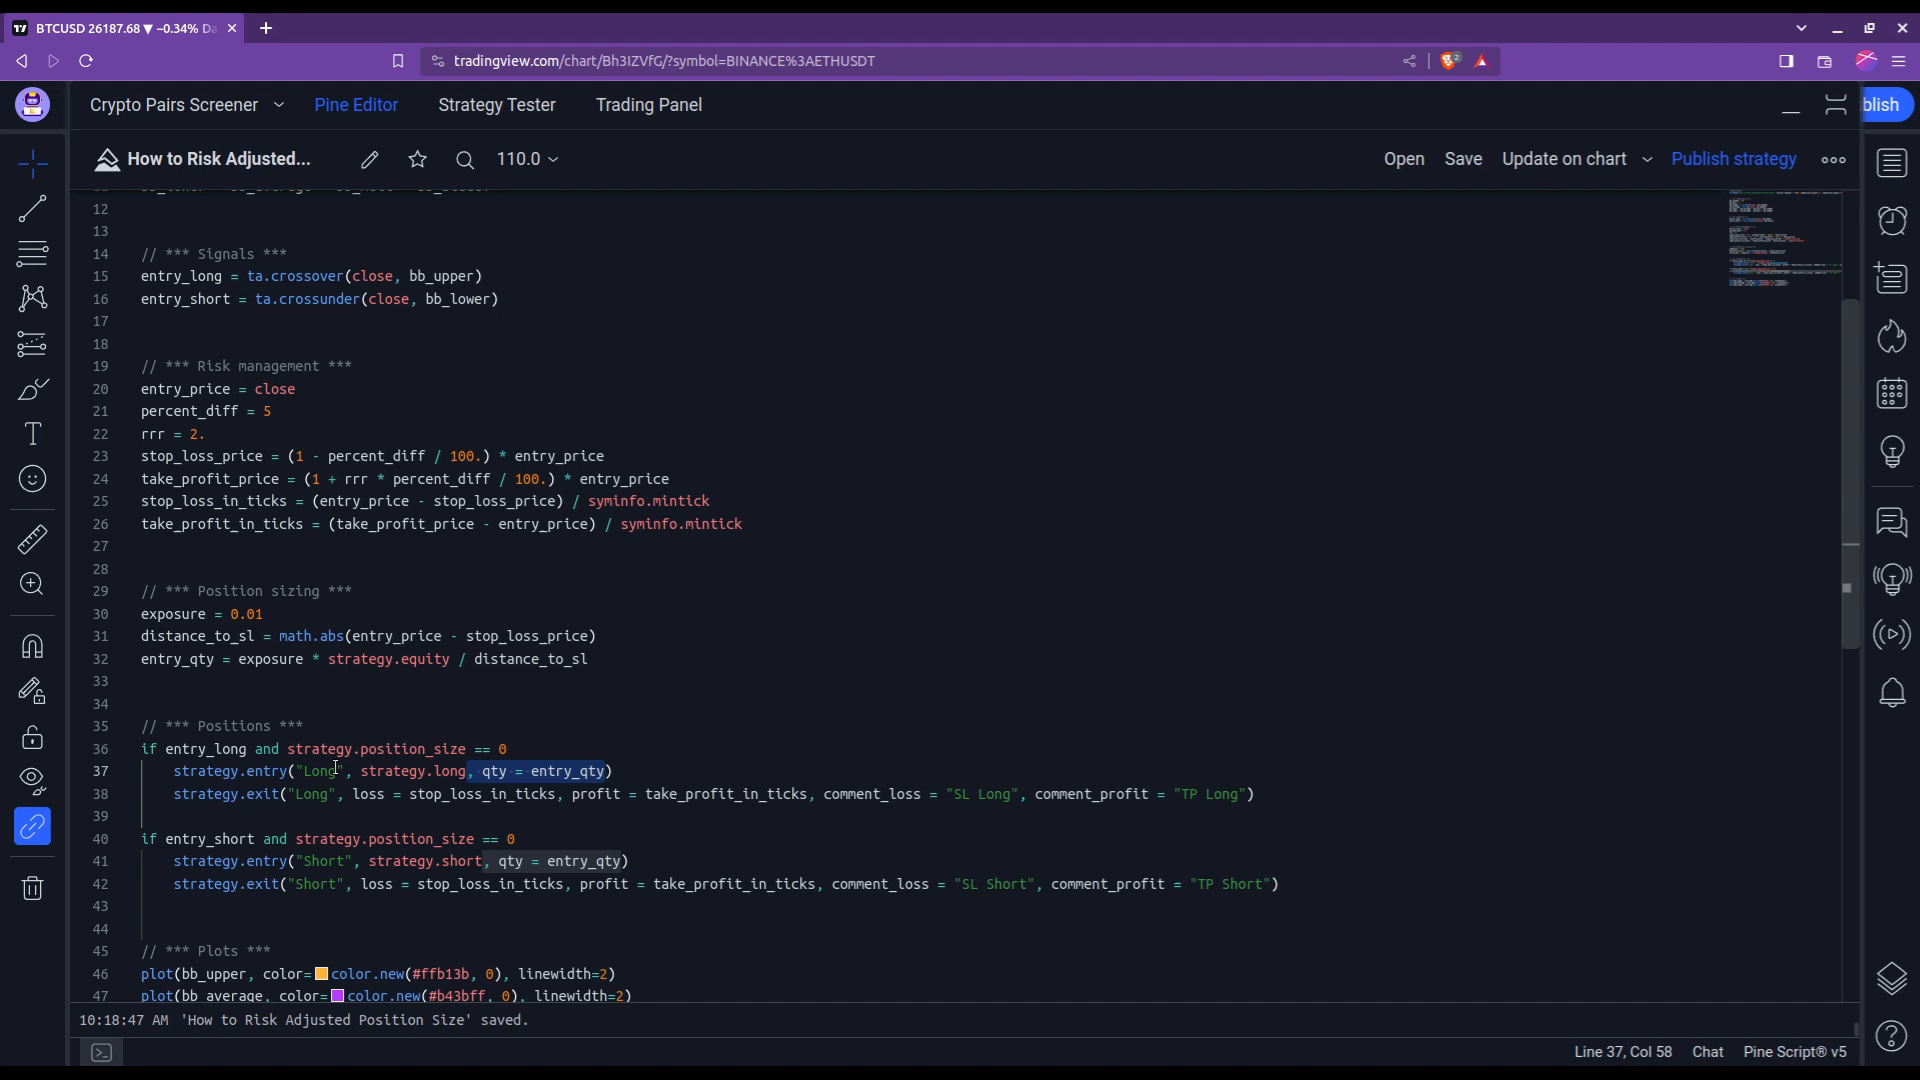 BTCUSD 26187.68 ▼ −0.34% Da
tradingview.com/chart/Bh3IZVfG/?symbol=BINANCE%3AETHUSDT
2
Crypto Pairs Screener
Pine Editor
Strategy Tester
Trading Panel
blish
How to Risk Adjusted...
110.0
Open
Save
Update on chart
Publish strategy
12
13
14 // *** Signals ***
15 entry_long = ta.crossover(close, bb_upper)
16 entry_short = ta.crossunder(close, bb_lower)
17
18
19 // *** Risk management ***
20 entry_price = close
21 percent_diff = 5
22 rrr = 2.
23 stop_loss_price = (1 - percent_diff / 100.) * entry_price
24 take_profit_price = (1 + rrr * percent_diff / 100.) * entry_price
25 stop_loss_in_ticks = (entry_price - stop_loss_price) / syminfo.mintick
26 take_profit_in_ticks = (take_profit_price - entry_price) / syminfo.mintick
27
28
29 // *** Position sizing ***
30 exposure = 0.01
31 distance_to_sl = math.abs(entry_price - stop_loss_price)
32 entry_qty = exposure * strategy.equity / distance_to_sl
33
34
35 // *** Positions ***
36 if entry_long and strategy.position_size == 0
37 strategy.entry("Long", strategy.long, qty = entry_qty)
38 strategy.exit("Long", loss = stop_loss_in_ticks, profit = take_profit_in_ticks, comment_loss = "SL Long", comment_profit = "TP Long")
39
40 if entry_short and strategy.position_size == 0
41 strategy.entry("Short", strategy.short, qty = entry_qty)
42 strategy.exit("Short", loss = stop_loss_in_ticks, profit = take_profit_in_ticks, comment_loss = "SL Short", comment_profit = "TP Short")
43
44
45 // *** Plots ***
46 plot(bb_upper, color=color.new(#ffb13b, 0), linewidth=2)
47 plot(bb_average, color=color.new(#b43bff, 0), linewidth=2)
10:18:47 AM 'How to Risk Adjusted Position Size' saved.
Line 37, Col 58
Chat
Pine Script® v5